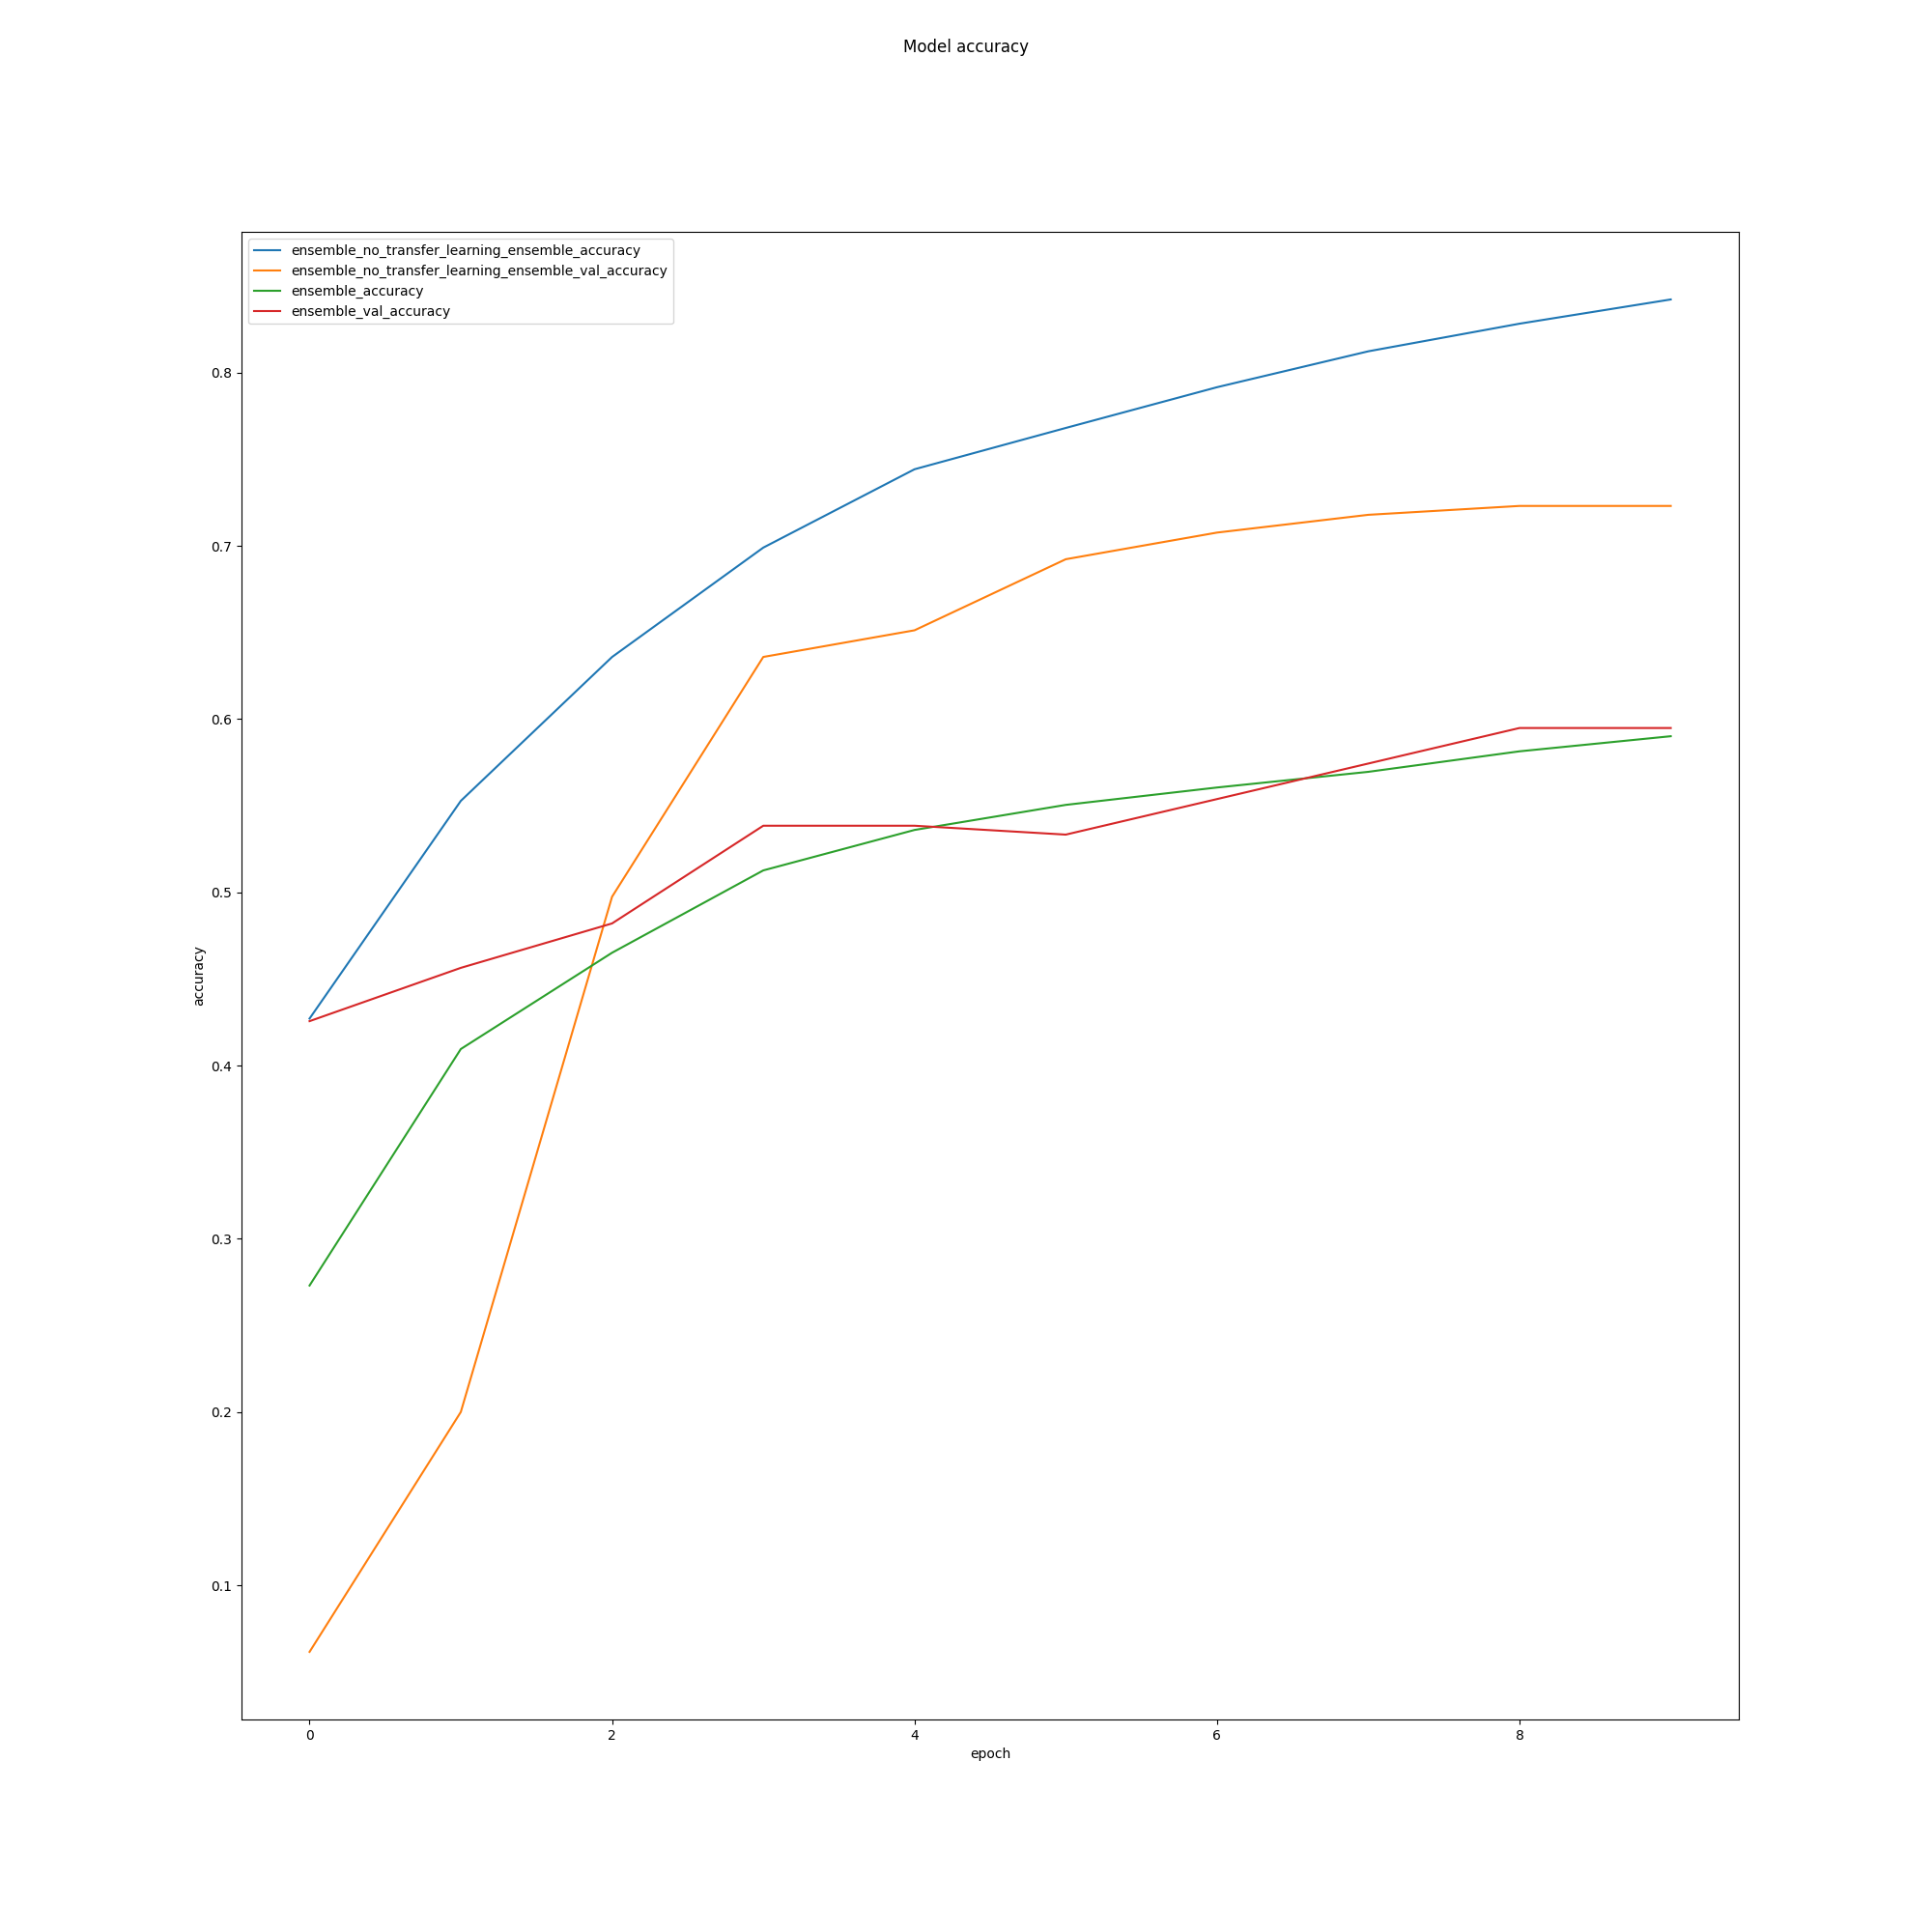 Model accuracy
ensemble_no_transfer_learning_ensemble_accuracy
ensemble_no_transfer_learning_ensemble_val_accuracy
ensemble_accuracy
ensemble_val_accuracy
0.8
0.7
0.6
0.5
0.4
0.3
0.2
0.1
accuracy
0 2 4 6 8
epoch